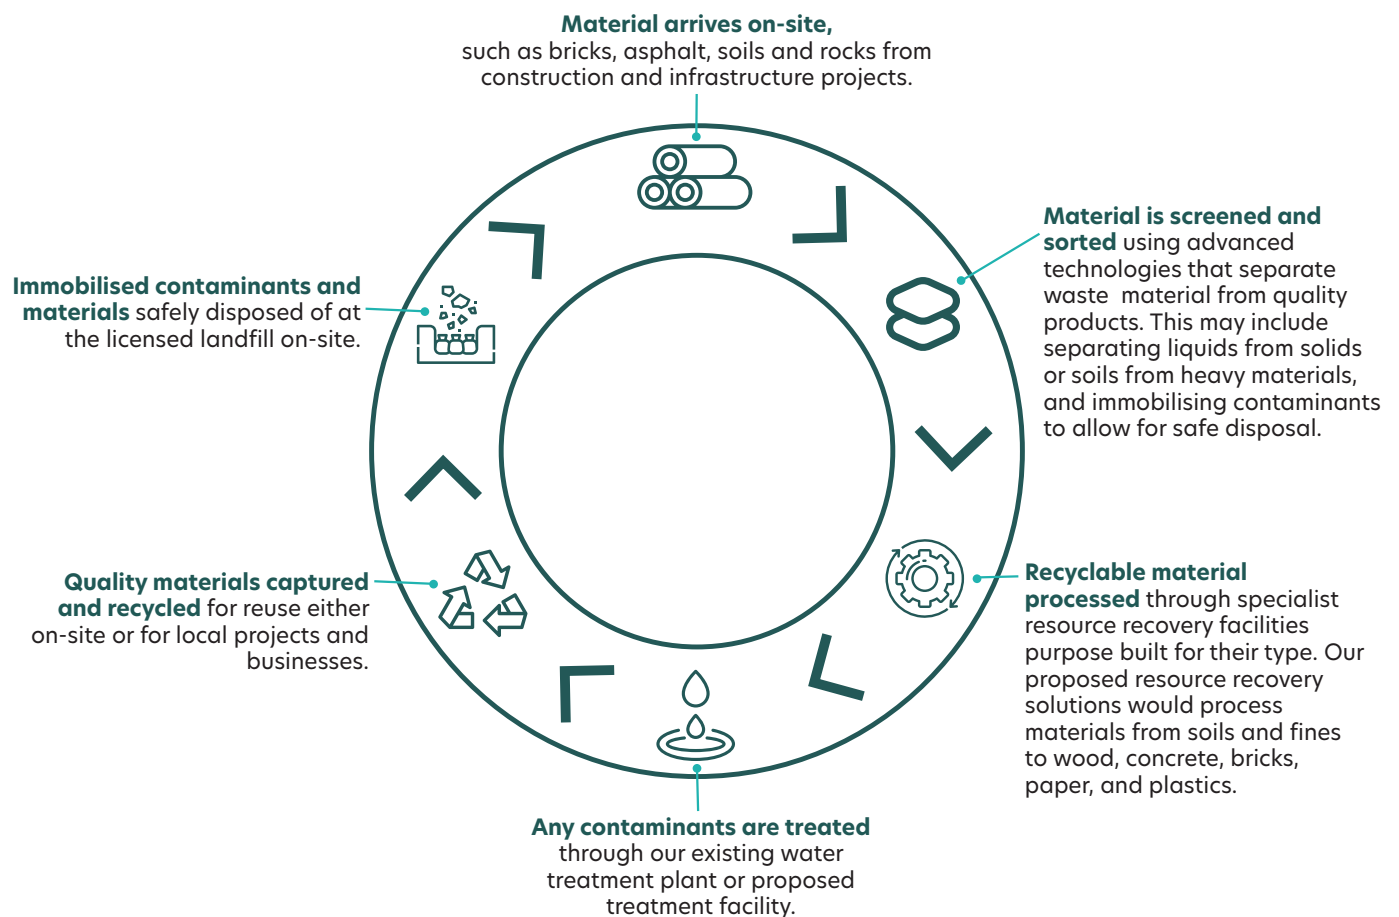 Material arrives on-site,
such as bricks, asphalt, soils and rocks from
construction and infrastructure projects.
Material is screened and
sorted using advanced
technologies that separate
waste  material from quality
products. This may include
separating liquids from solids
or soils from heavy materials,
and immobilising contaminants
to allow for safe disposal.
Recyclable material
processed through specialist
resource recovery facilities
purpose built for their type. Our
proposed resource recovery
solutions would process
materials from soils and fines
to wood, concrete, bricks,
paper, and plastics.
Any contaminants are treated
through our existing water
treatment plant or proposed
treatment facility.
Quality materials captured
and recycled for reuse either
on-site or for local projects and
businesses.
Immobilised contaminants and
materials safely disposed of at
the licensed landfill on-site.